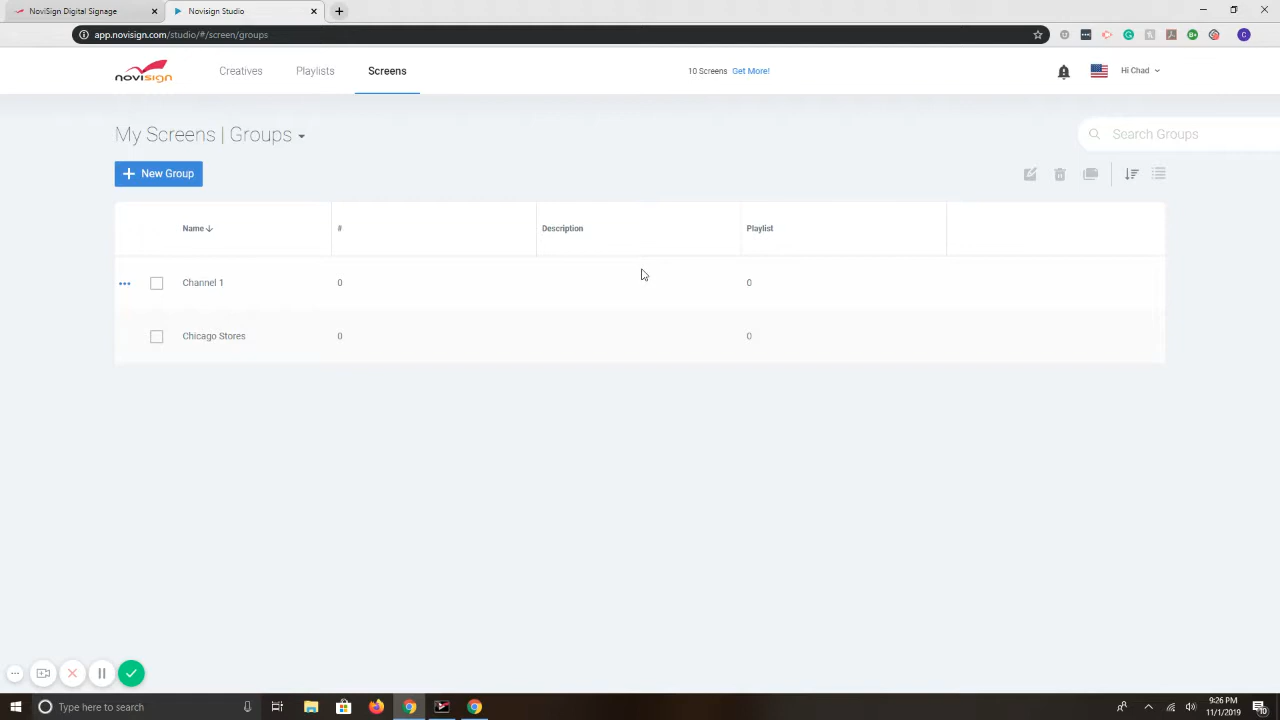 NoviSign Digital Signage
NoviSign Studio
app.novisign.com/studio/#/screen/groups
novisign
Creatives
Playlists
Screens
10 Screens Get More!
Hi Chad
My Screens | Groups
Search Groups
New Group
Name
#
Description
Playlist
Channel 1
0
0
Chicago Stores
0
0
Type here to search
9:26 PM
11/1/2019